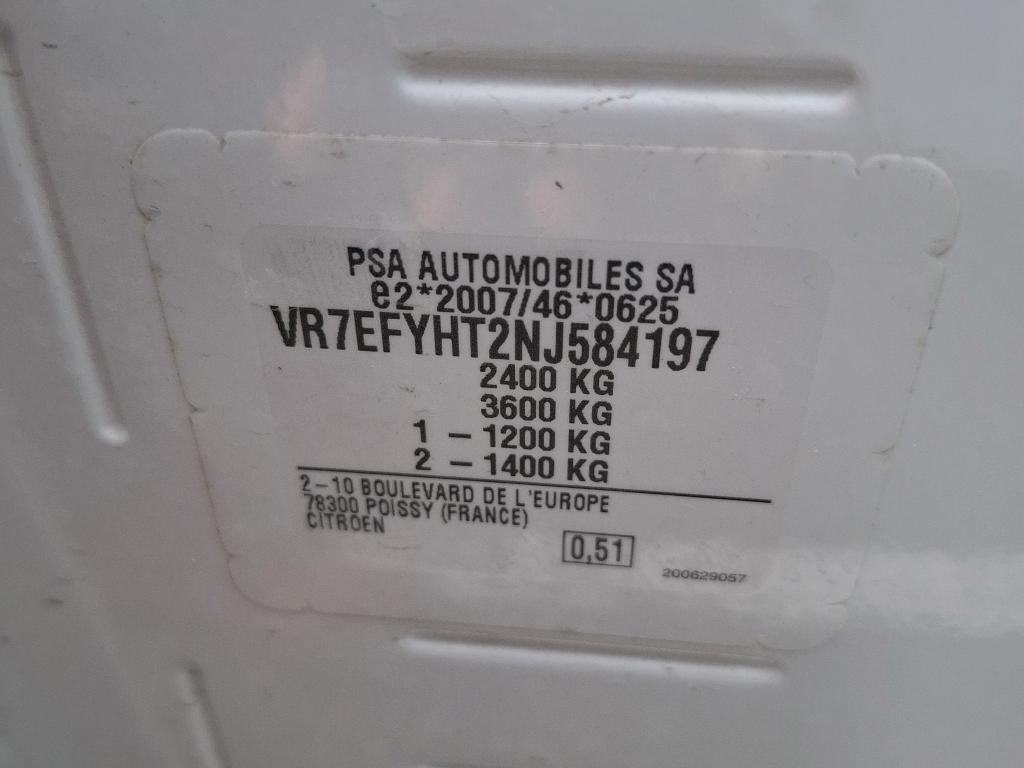 PSA AUTOMOBILES SA
e2*2007/46*0625
VR7EFYHT2NJ584197
2400 KG
3600 KG
1 – 1200 KG
2 – 1400 KG
2–10 BOULEVARD DE L'EUROPE
78300 POISSY (FRANCE)
CITROEN
0,51
200629057